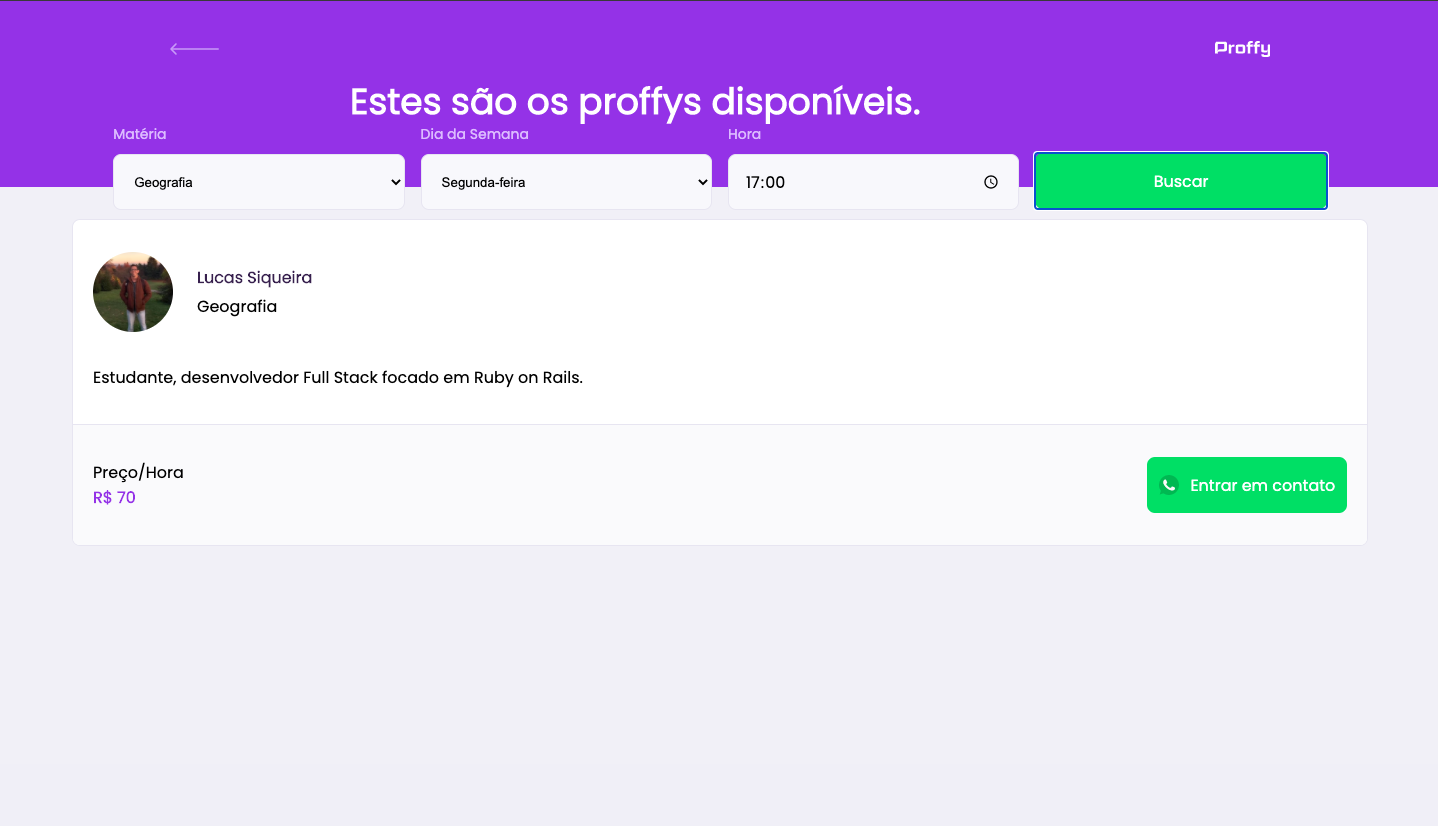 Proffy
Estes são os proffys disponíveis.
Matéria
Dia da Semana
Hora
Geografia
Segunda-feira
17:00
Buscar
Lucas Siqueira
Geografia
Estudante, desenvolvedor Full Stack focado em Ruby on Rails.
Preço/Hora
R$ 70
Entrar em contato